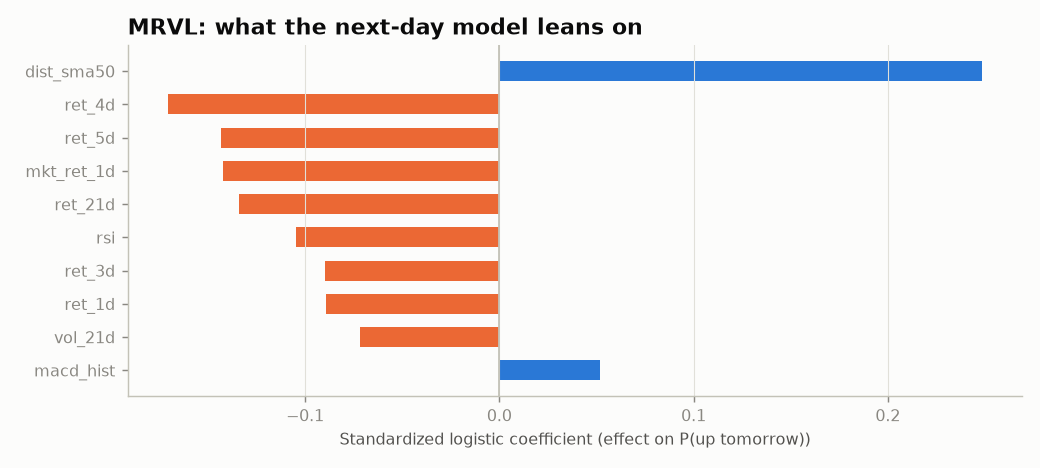 MRVL: what the next-day model leans on
dist_sma50
ret_4d
ret_5d
mkt_ret_1d
ret_21d
rsi
ret_3d
ret_1d
vol_21d
macd_hist
−0.1 0.0 0.1 0.2
Standardized logistic coefficient (effect on P(up tomorrow))